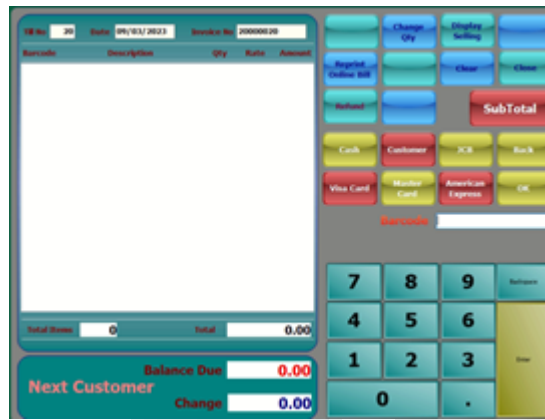 Till No 20 Date 09/03/2023 Invoice No 20000020
Barcode Description Qty Rate Amount
Total Items 0 Total 0.00
Balance Due 0.00
Next Customer
Change 0.00
Change Qty
Display Selling
Reprint Online Bill
Clear
Close
Refund
SubTotal
Cash
Customer
JCB
Back
Visa Card
Master Card
American Express
OK
Barcode
7 8 9 Backspace
4 5 6
1 2 3 Enter
0 .